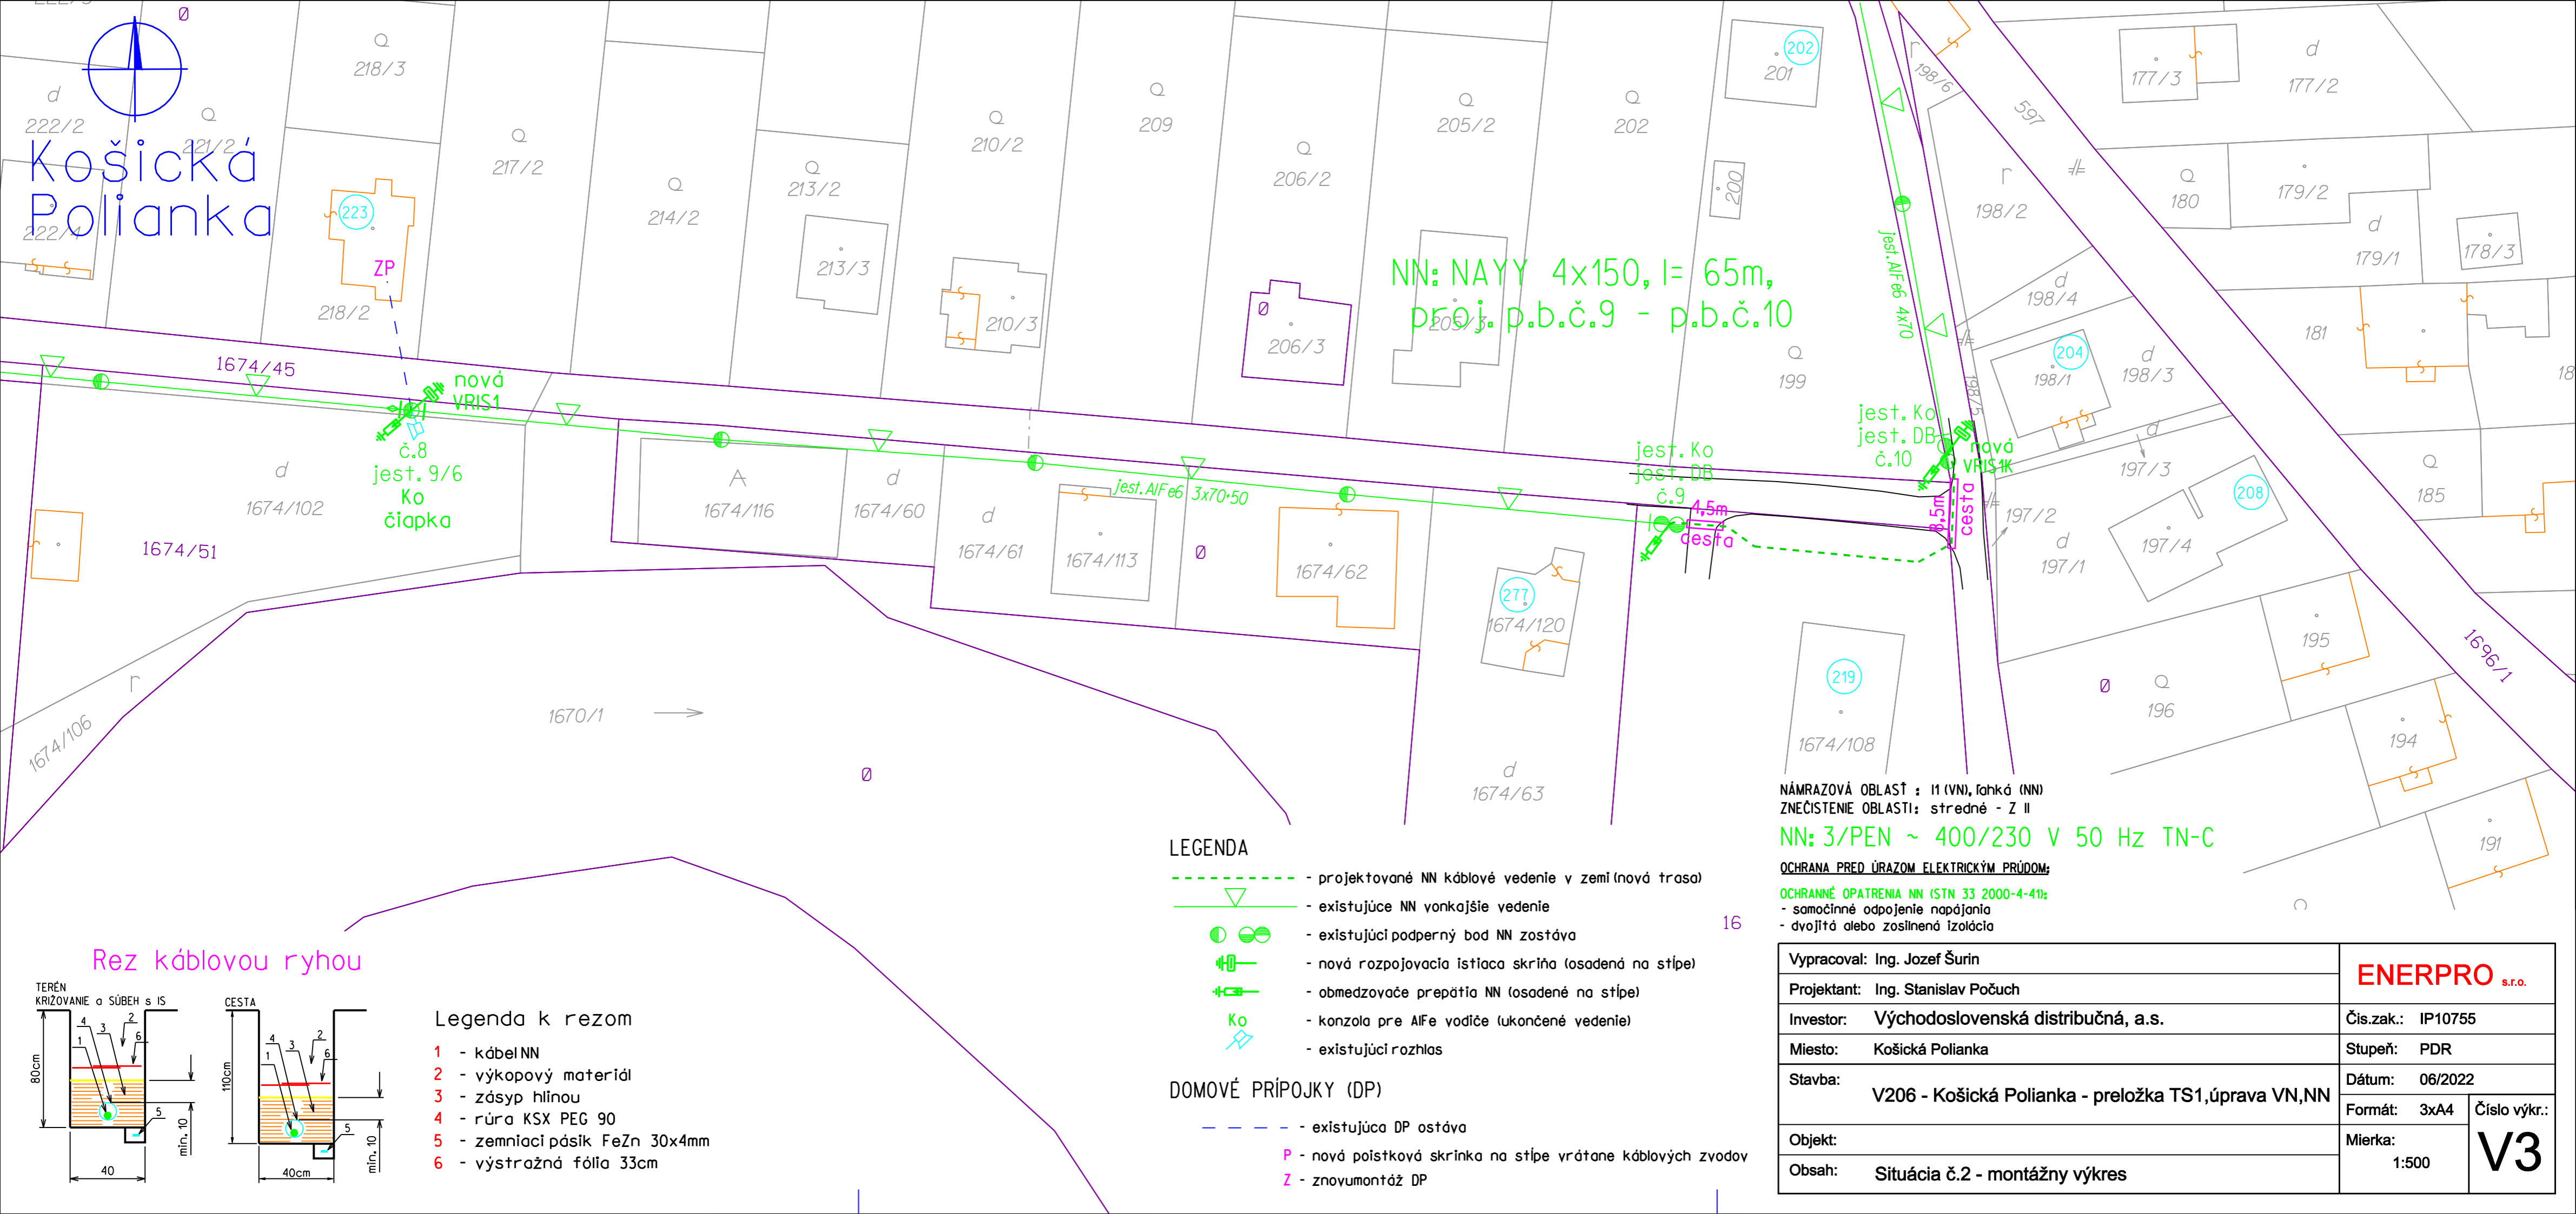 Košická
Polianka
222/2
221/2
222/4
218/3
218/2
223
ZP
217/2
214/2
213/2
213/3
210/2
210/3
209
206/2
206/3
205/2
205/3
202
201
202
200
199
NN: NAYY 4x150, l= 65m,
proj. p.b.č.9 - p.b.č.10
jest. AlFe6 4x70
198/6
597
198/2
198/4
198/1
204
198/3
198/5
177/3
177/2
180
179/2
179/1
178/3
181
18
185
197/3
197/2
197/1
197/4
208
195
196
194
191
1696/1
1674/45
nová
VRIS1
č.8
jest. 9/6
Ko
čiapka
1674/102
1674/51
1674/106
1670/1
A
1674/116
d
1674/60
d
1674/61
1674/113
1674/62
277
1674/120
d
1674/63
219
1674/108
jest. AlFe6 3x70+50
jest. Ko
jest. DB
č.9
4,5m
cesta
jest. Ko
jest. DB
č.10
nová
VRIS1K
8,5m
cesta
16
NÁMRAZOVÁ OBLASŤ : I1 (VN), ľahká (NN)
ZNEČISTENIE OBLASTI: stredné - Z II
NN: 3/PEN ~ 400/230 V 50 Hz TN-C
OCHRANA PRED ÚRAZOM ELEKTRICKÝM PRÚDOM:
OCHRANNÉ OPATRENIA NN (STN 33 2000-4-41):
- samočinné odpojenie napájania
- dvojitá alebo zosilnená izolácia
LEGENDA
- projektované NN káblové vedenie v zemi (nová trasa)
- existujúce NN vonkajšie vedenie
- existujúci podperný bod NN zostáva
- nová rozpojovacia istiaca skriňa (osadená na stĺpe)
- obmedzovače prepätia NN (osadené na stĺpe)
Ko - konzola pre AlFe vodiče (ukončené vedenie)
- existujúci rozhlas
DOMOVÉ PRÍPOJKY (DP)
- existujúca DP ostáva
P - nová poistková skrinka na stĺpe vrátane káblových zvodov
Z - znovumontáž DP
Rez káblovou ryhou
TERÉN
KRIŽOVANIE a SÚBEH s IS
80cm
40
min. 10
CESTA
110cm
40cm
min. 10
Legenda k rezom
1 - kábel NN
2 - výkopový materiál
3 - zásyp hlinou
4 - rúra KSX PEG 90
5 - zemniaci pásik FeZn 30x4mm
6 - výstražná fólia 33cm
Vypracoval: Ing. Jozef Šurin
Projektant: Ing. Stanislav Počuch
Investor: Východoslovenská distribučná, a.s.
Miesto: Košická Polianka
Stavba: V206 - Košická Polianka - preložka TS1,úprava VN,NN
Objekt:
Obsah: Situácia č.2 - montážny výkres
ENERPRO s.r.o.
Čis.zak.: IP10755
Stupeň: PDR
Dátum: 06/2022
Formát: 3xA4
Mierka:
1:500
Číslo výkr.:
V3